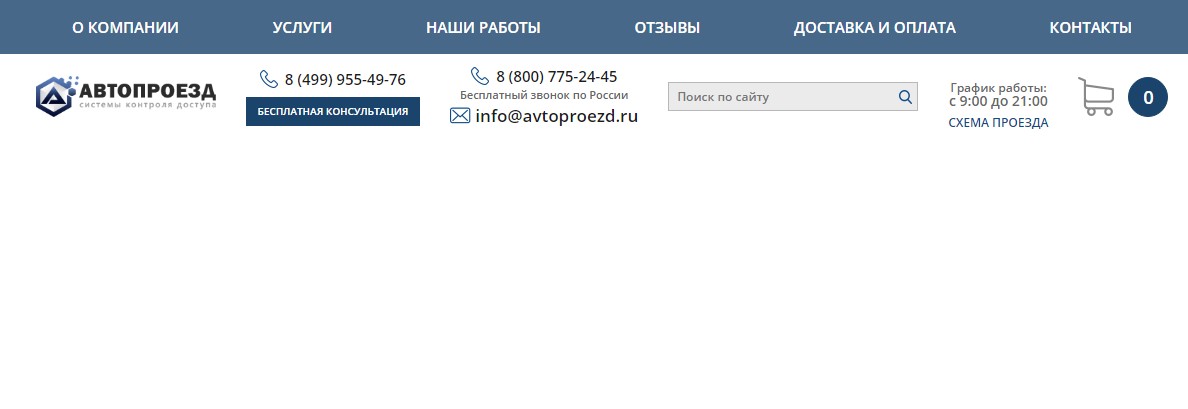 О КОМПАНИИ УСЛУГИ НАШИ РАБОТЫ ОТЗЫВЫ ДОСТАВКА И ОПЛАТА КОНТАКТЫ
АВТОПРОЕЗД
системы контроля доступа
8 (499) 955-49-76
БЕСПЛАТНАЯ КОНСУЛЬТАЦИЯ
8 (800) 775-24-45
Бесплатный звонок по России
info@avtoproezd.ru
Поиск по сайту
График работы:
с 9:00 до 21:00
СХЕМА ПРОЕЗДА
0